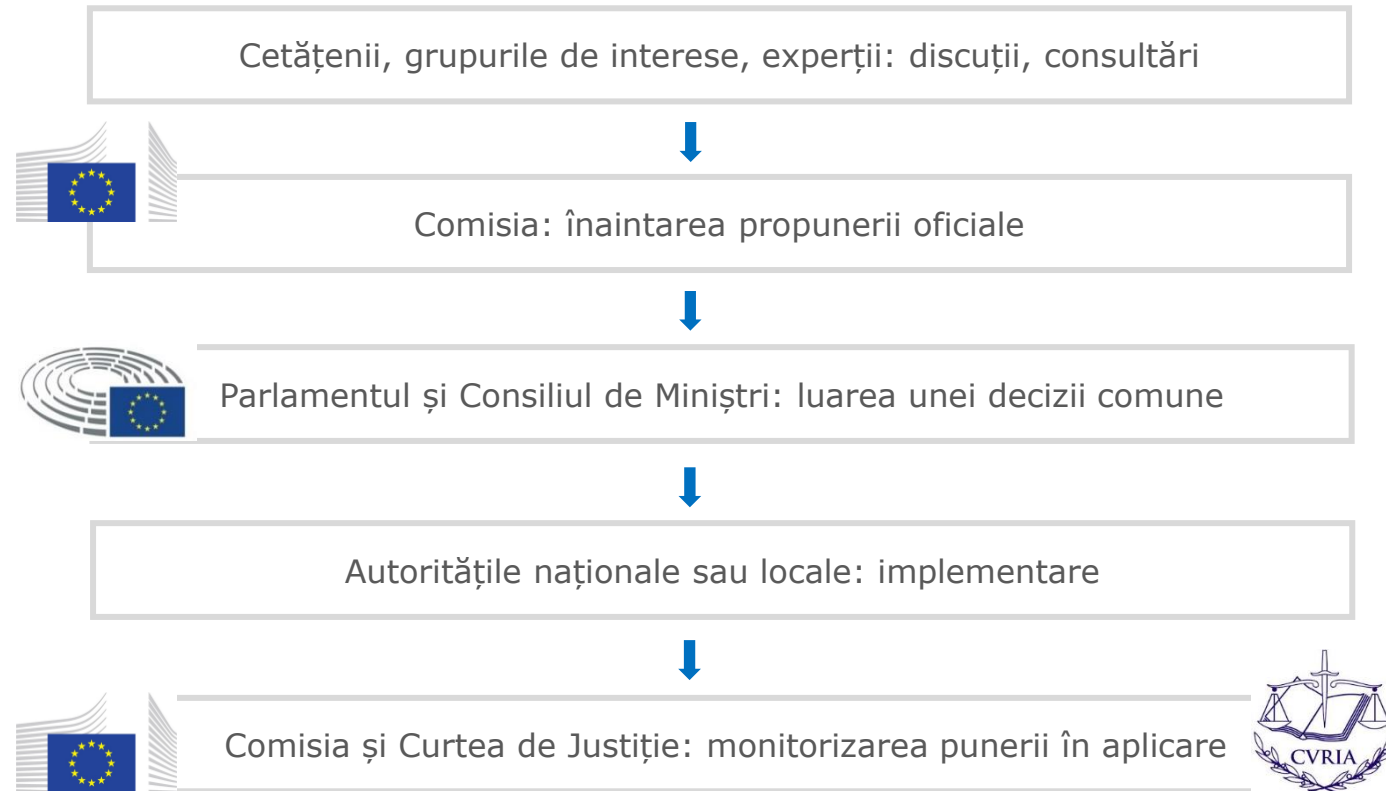 Cetățenii, grupurile de interese, experții: discuții, consultări
Comisia: înaintarea propunerii oficiale
Parlamentul și Consiliul de Miniștri: luarea unei decizii comune
Autoritățile naționale sau locale: implementare
Comisia și Curtea de Justiție: monitorizarea punerii în aplicare
CVRIA